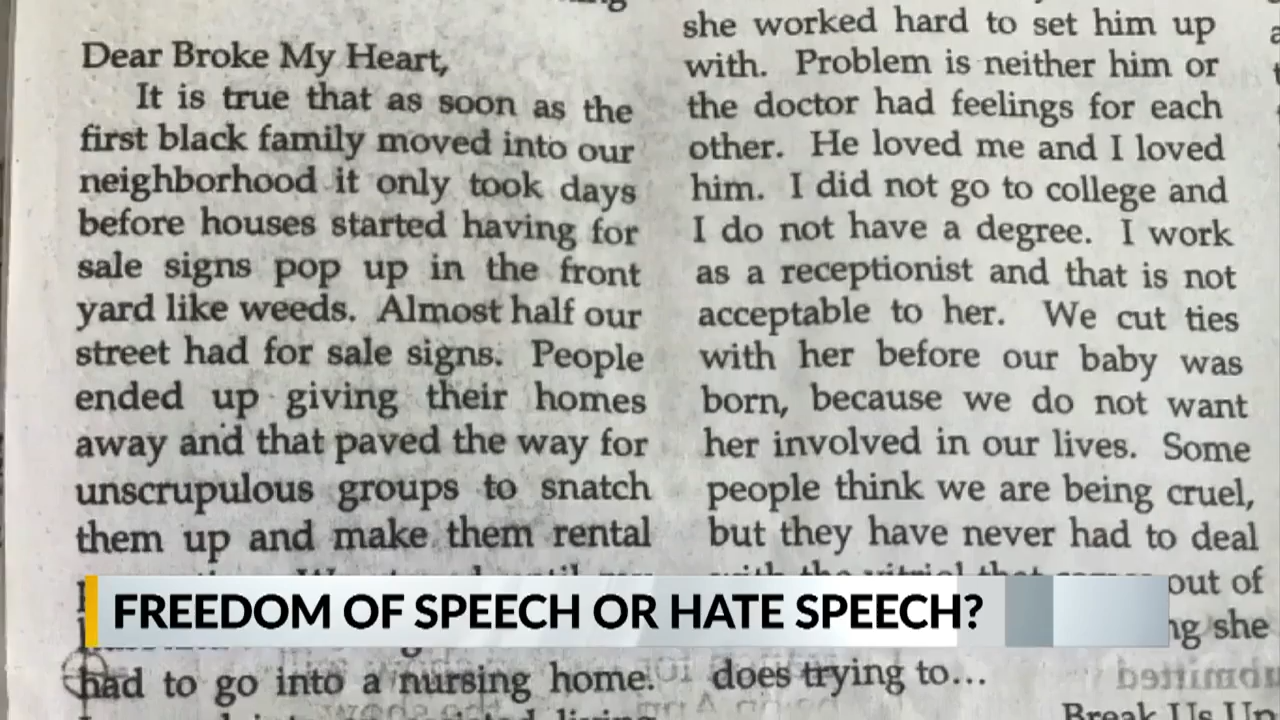 Dear Broke My Heart,
It is true that as soon as the
first black family moved into our
neighborhood it only took days
before houses started having for
sale signs pop up in the front
yard like weeds. Almost half our
street had for sale signs. People
ended up giving their homes
away and that paved the way for
unscrupulous groups to snatch
them up and make them rental
had to go into a nursing home.
she worked hard to set him up
with. Problem is neither him or
the doctor had feelings for each
other. He loved me and I loved
him. I did not go to college and
I do not have a degree. I work
as a receptionist and that is not
acceptable to her. We cut ties
with her before our baby was
born, because we do not want
her involved in our lives. Some
people think we are being cruel,
but they have never had to deal
with the vitriol that out of
she
does trying to...
Break Us Up
FREEDOM OF SPEECH OR HATE SPEECH?